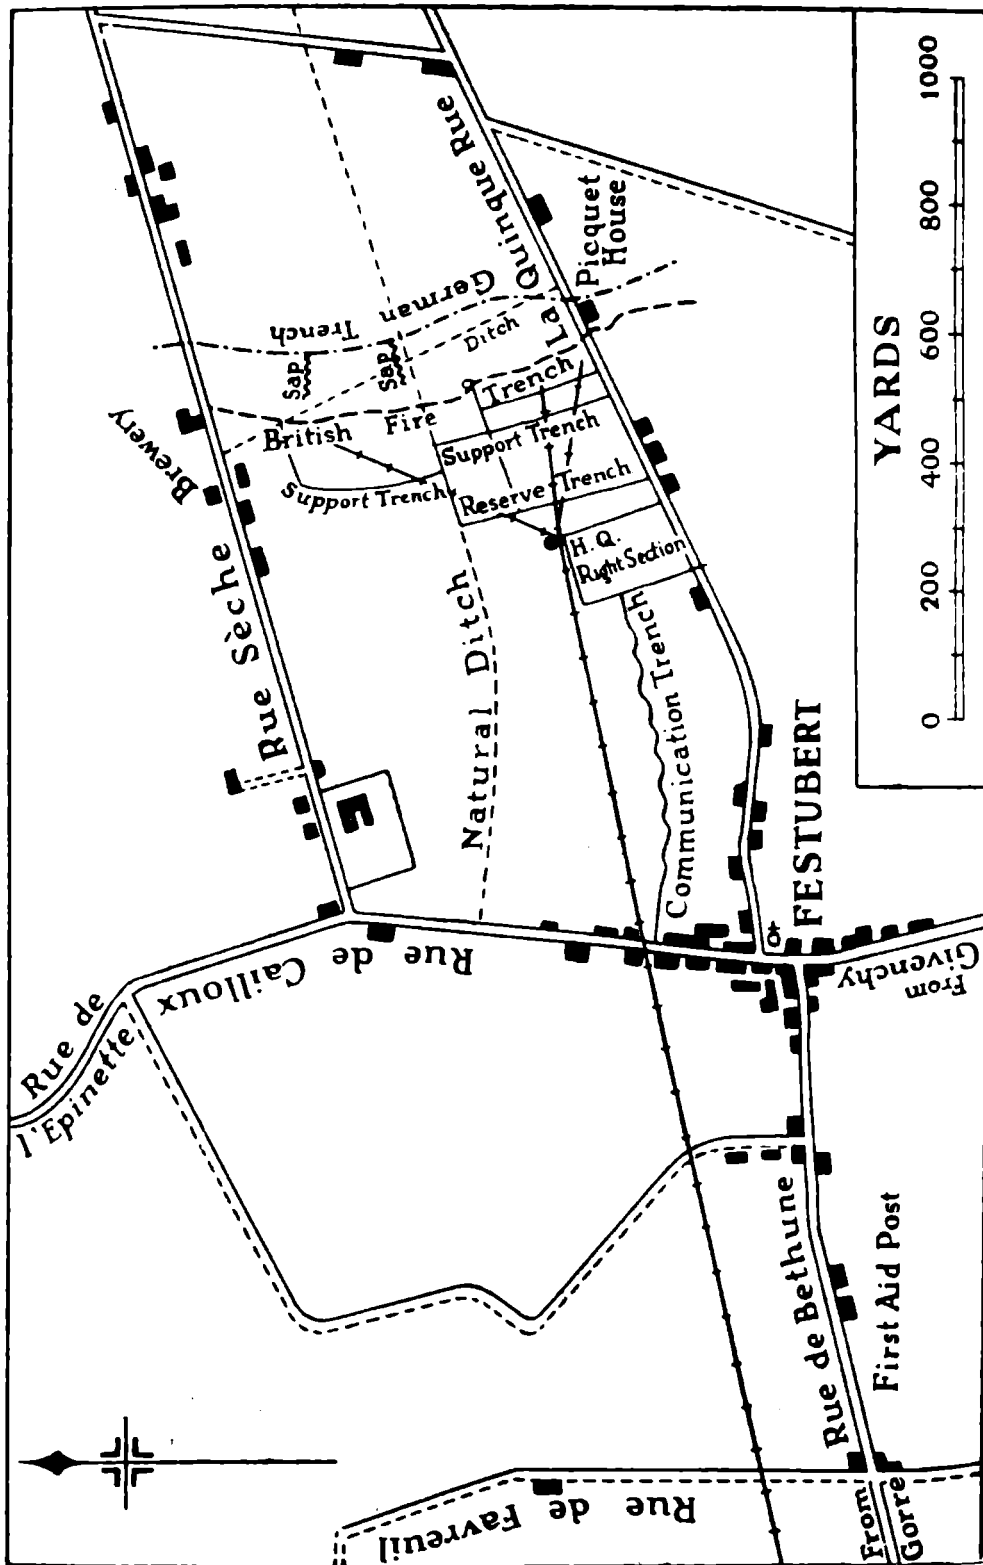 Rue de
l'Epinette
Rue de Cailloux
Rue Sèche
Brewery
German
Trench
Sap
Sap
Ditch
British Fire Trench
Support Trench
Support Trench
Reserve Trench
H.Q.
Right Section
Natural Ditch
Communication Trench
La Quinque Rue
Picquet
House
FESTUBERT
From
Givenchy
Rue de Bethune
First Aid Post
Rue de Favreuil
From
Gorre
YARDS
0 200 400 600 800 1000